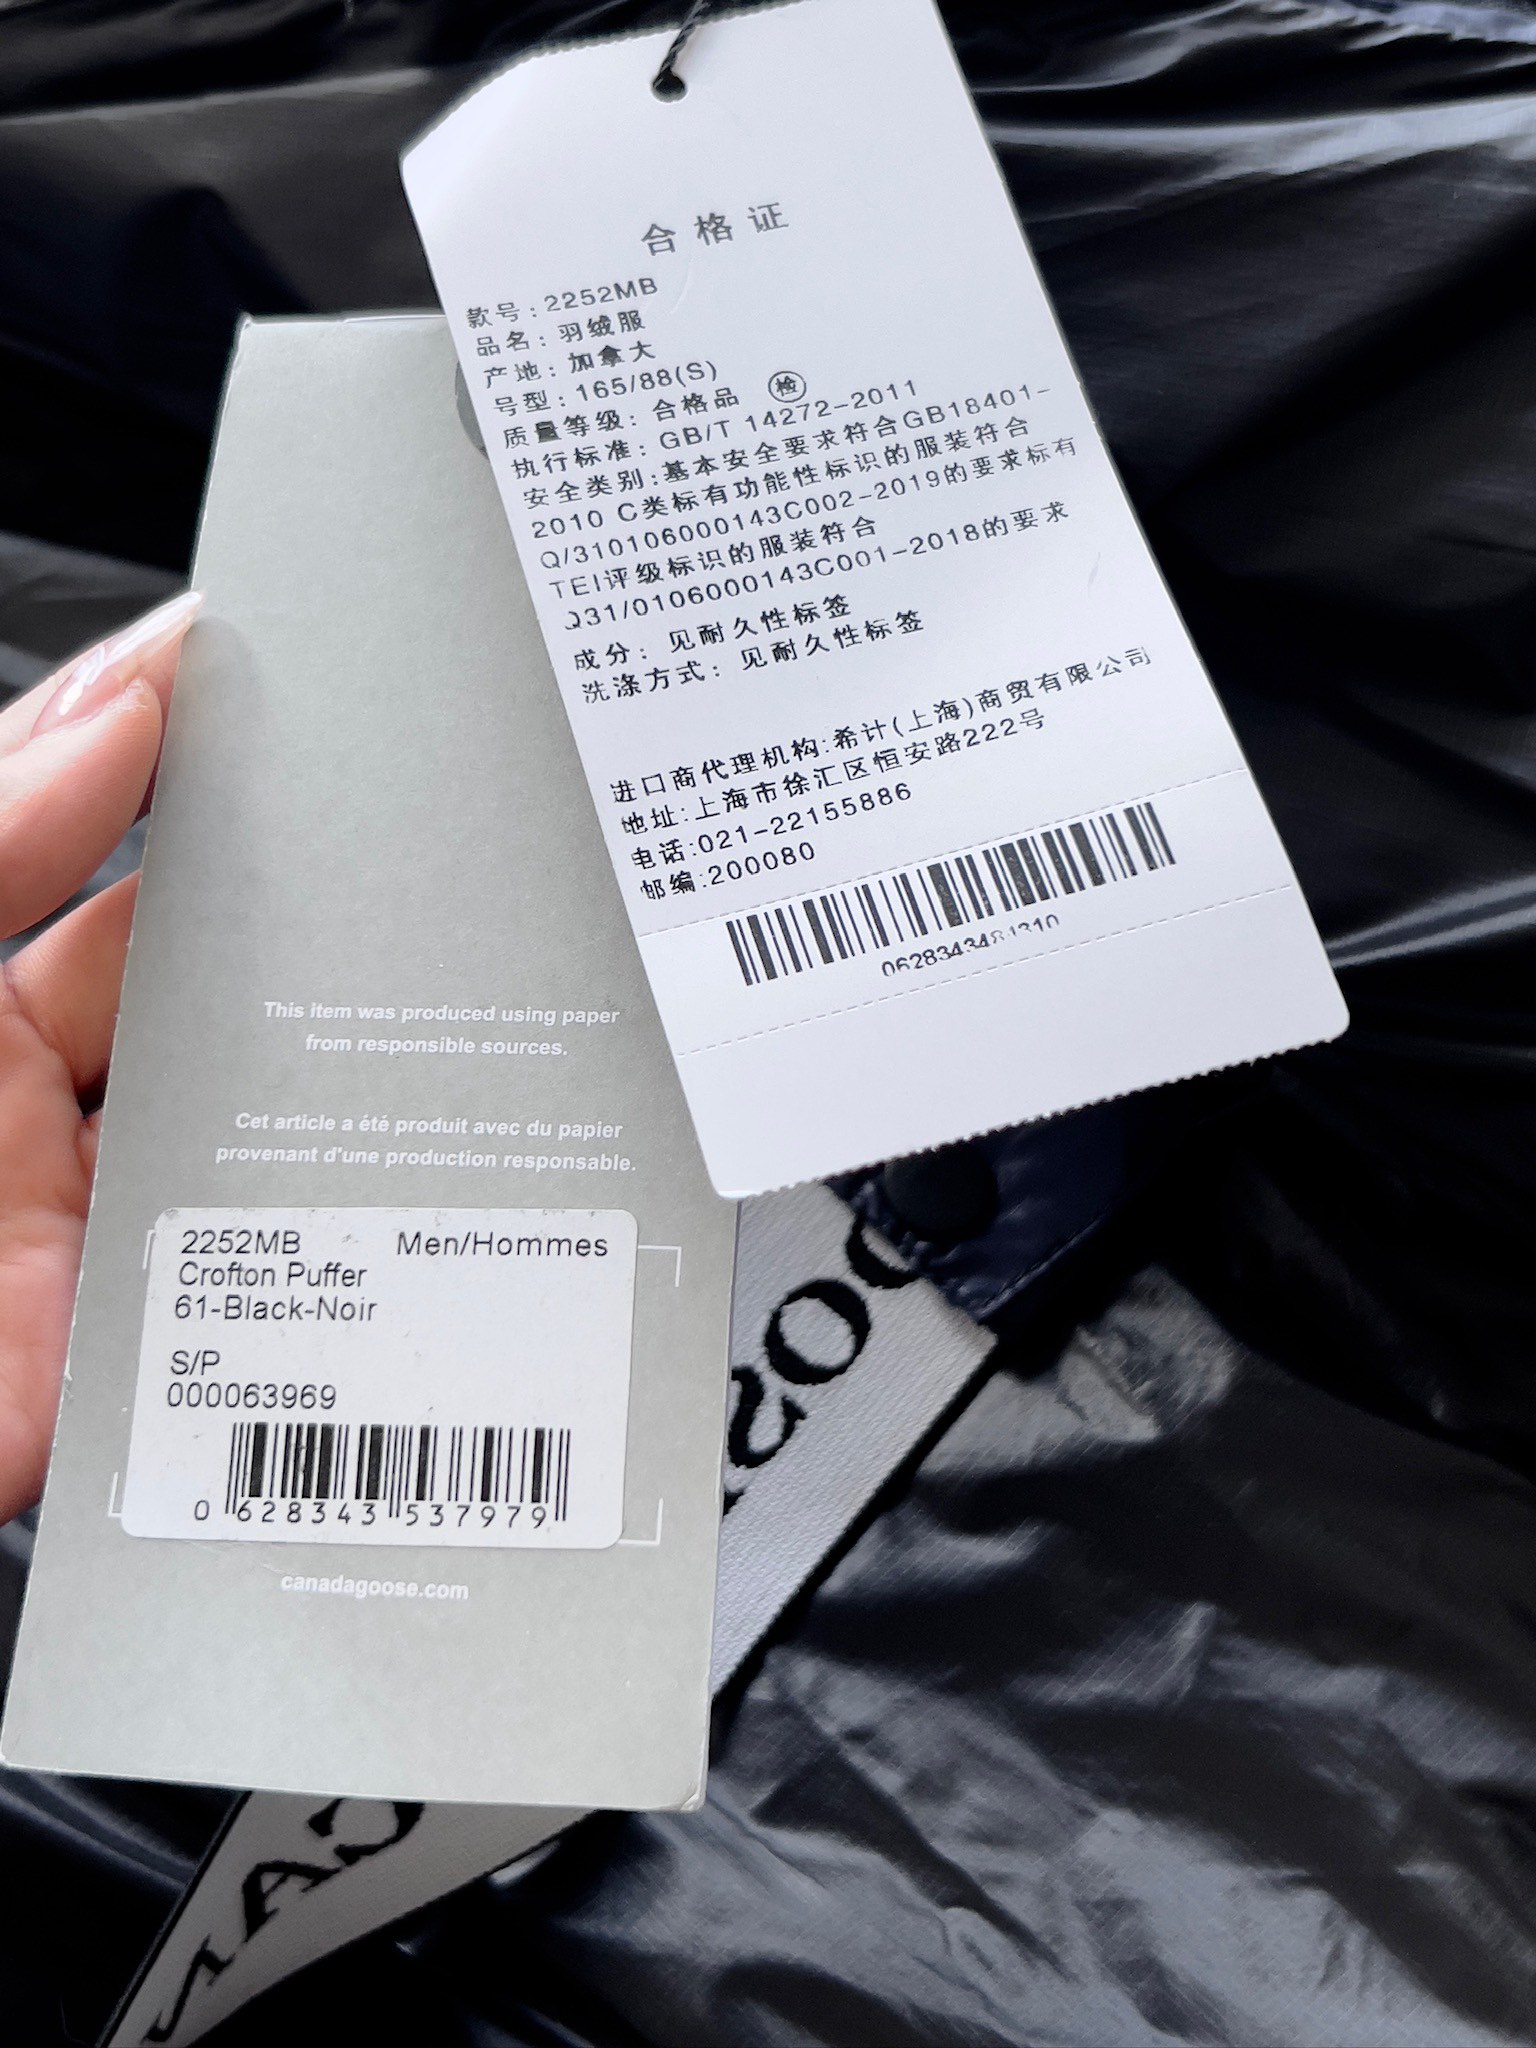 合格证
款号：2252MB
品名：羽绒服
产地：加拿大
号型：165/88(S)
质量等级：合格品 检
执行标准：GB/T 14272-2011
安全类别：基本安全要求符合GB18401-
2010 C类标有功能性标识的服装符合
Q/310106000143C002-2019的要求标有
TEI评级标识的服装符合
Q31/0106000143C001-2018的要求
成分：见耐久性标签
洗涤方式：见耐久性标签
进口商代理机构:希计(上海)商贸有限公司
地址:上海市徐汇区恒安路222号
电话:021-22155886
邮编:200080
0628343481310
This item was produced using paper
from responsible sources.
Cet article a été produit avec du papier
provenant d'une production responsable.
2252MB Men/Hommes
Crofton Puffer
61-Black-Noir
S/P
000063969
0 628343 537979
canadagoose.com